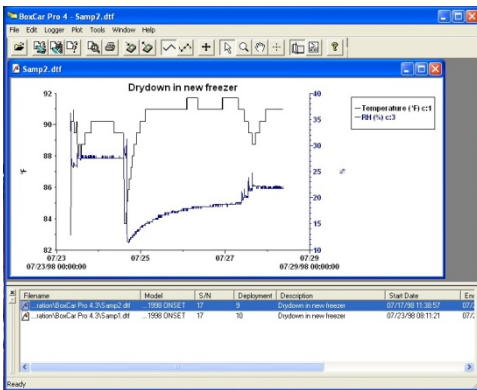 BoxCar Pro 4 - Samp2.dtf
File Edit Logger Plot Tools Window Help
Samp2.dtf
Drydown in new freezer
92
90
88
86
84
82
°F
40
35
30
25
20
15
10
%
07/23 07/25 07/27 07/29
07/23/98 00:00:00 07/29/98 00:00:00
Temperature (°F) c:1
RH (%) c:3
Filename Model S/N Deployment Description Start Date En
...ration\BoxCar Pro 4.3\Samp2.dtf ...1998 ONSET 17 9 Drydown in new freezer 07/17/98 11:38:57 07/2
...ration\BoxCar Pro 4.3\Samp1.dtf ...1998 ONSET 17 10 Drydown in new freezer 07/23/98 08:11:21 07/2
Ready